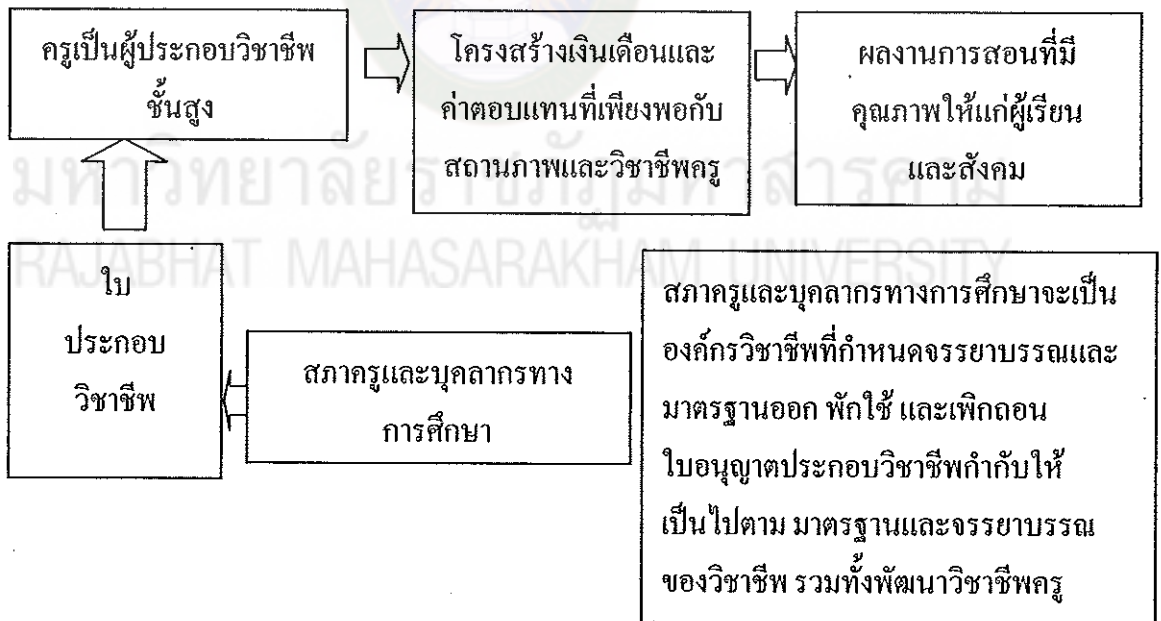 ครูเป็นผู้ประกอบวิชาชีพ
ชั้นสูง
โครงสร้างเงินเดือนและ
ค่าตอบแทนที่เพียงพอกับ
สถานภาพและวิชาชีพครู
ผลงานการสอนที่มี
คุณภาพให้แก่ผู้เรียน
และสังคม
มหาวิทยาลัยราชภัฏมหาสารคาม
RAJABHAT MAHASARAKHAM UNIVERSITY
ใบ
ประกอบ
วิชาชีพ
สภาครูและบุคลากรทาง
การศึกษา
สภาครูและบุคลากรทางการศึกษาจะเป็น
องค์กรวิชาชีพที่กำหนดจรรยาบรรณและ
มาตรฐานออก พักใช้ และเพิกถอน
ใบอนุญาตประกอบวิชาชีพกำกับให้
เป็นไปตาม มาตรฐานและจรรยาบรรณ
ของวิชาชีพ รวมทั้งพัฒนาวิชาชีพครู